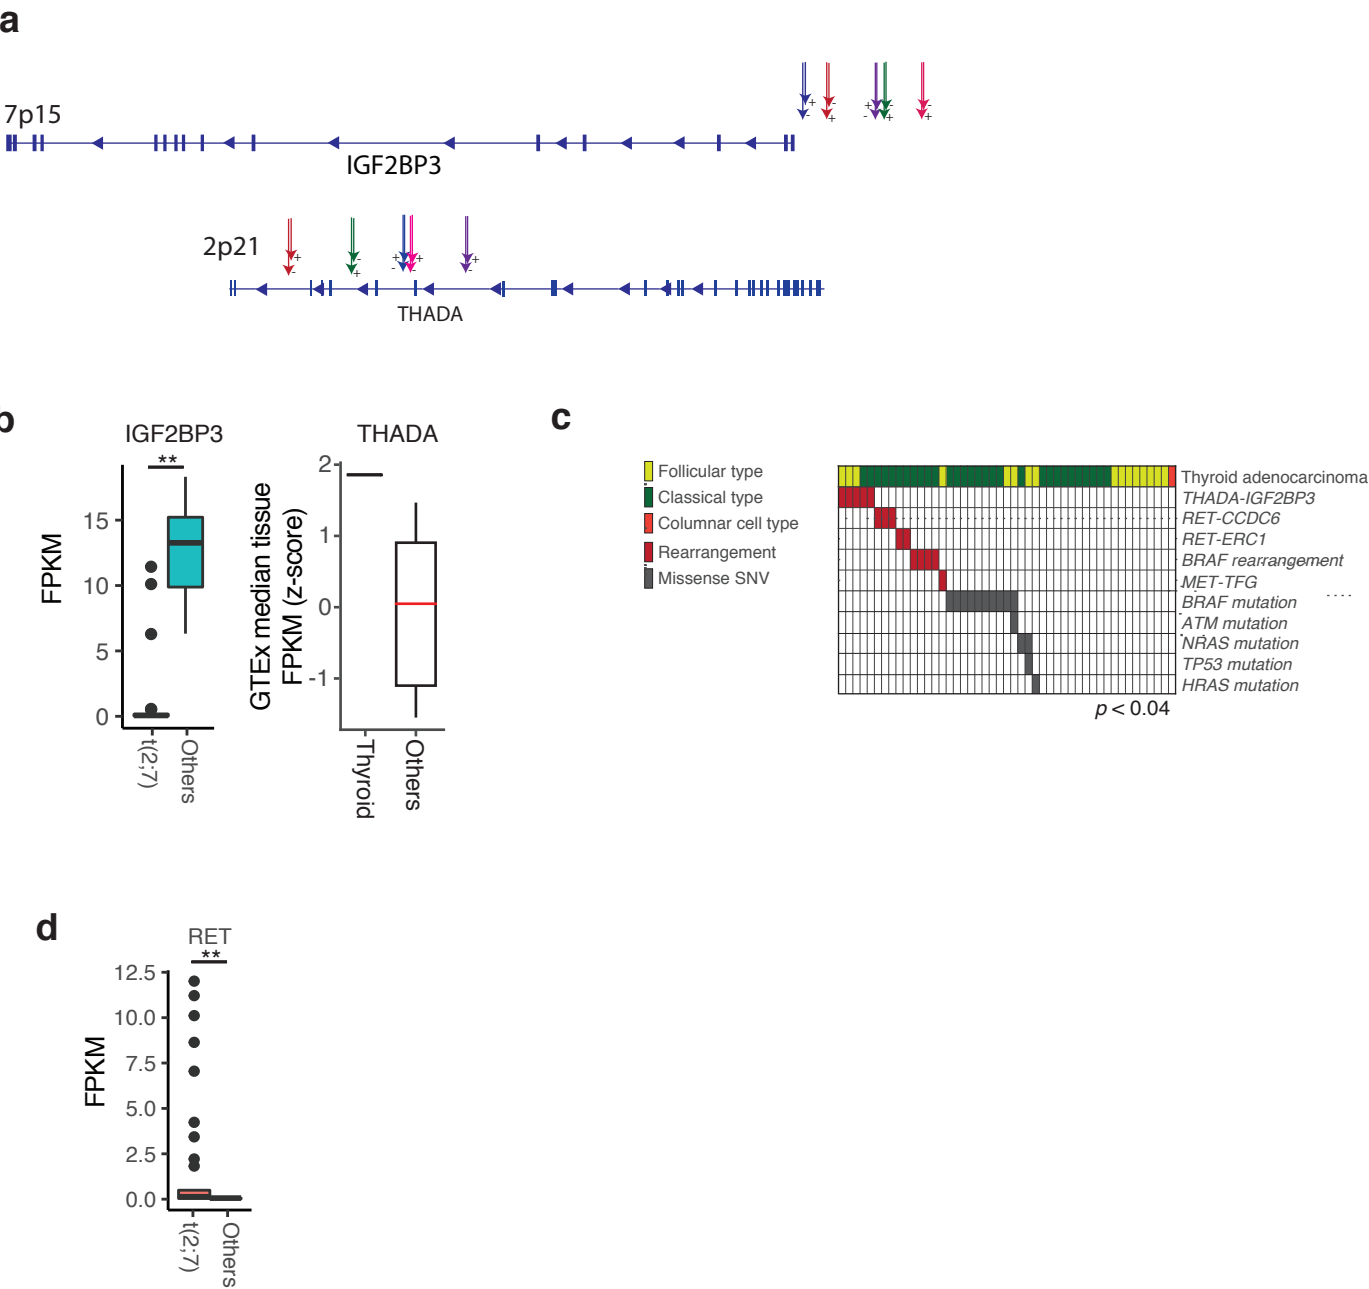 a
7p15
+
-
-
+
+
-
-
+
-
+
IGF2BP3
2p21
+
-
-
+
+
-
+
-
+
-
THADA
b
IGF2BP3
**
FPKM
15
10
5
0
t(2;7)
Others
THADA
GTEx median tissue
FPKM (z-score)
2
1
0
-1
Thyroid
Others
c
Follicular type
Classical type
Columnar cell type
Rearrangement
Missense SNV
Thyroid adenocarcinoma
THADA-IGF2BP3
RET-CCDC6
RET-ERC1
BRAF rearrangement
MET-TFG
BRAF mutation
ATM mutation
NRAS mutation
TP53 mutation
HRAS mutation
p < 0.04
d
RET
**
FPKM
12.5
10.0
7.5
5.0
2.5
0.0
t(2;7)
Others